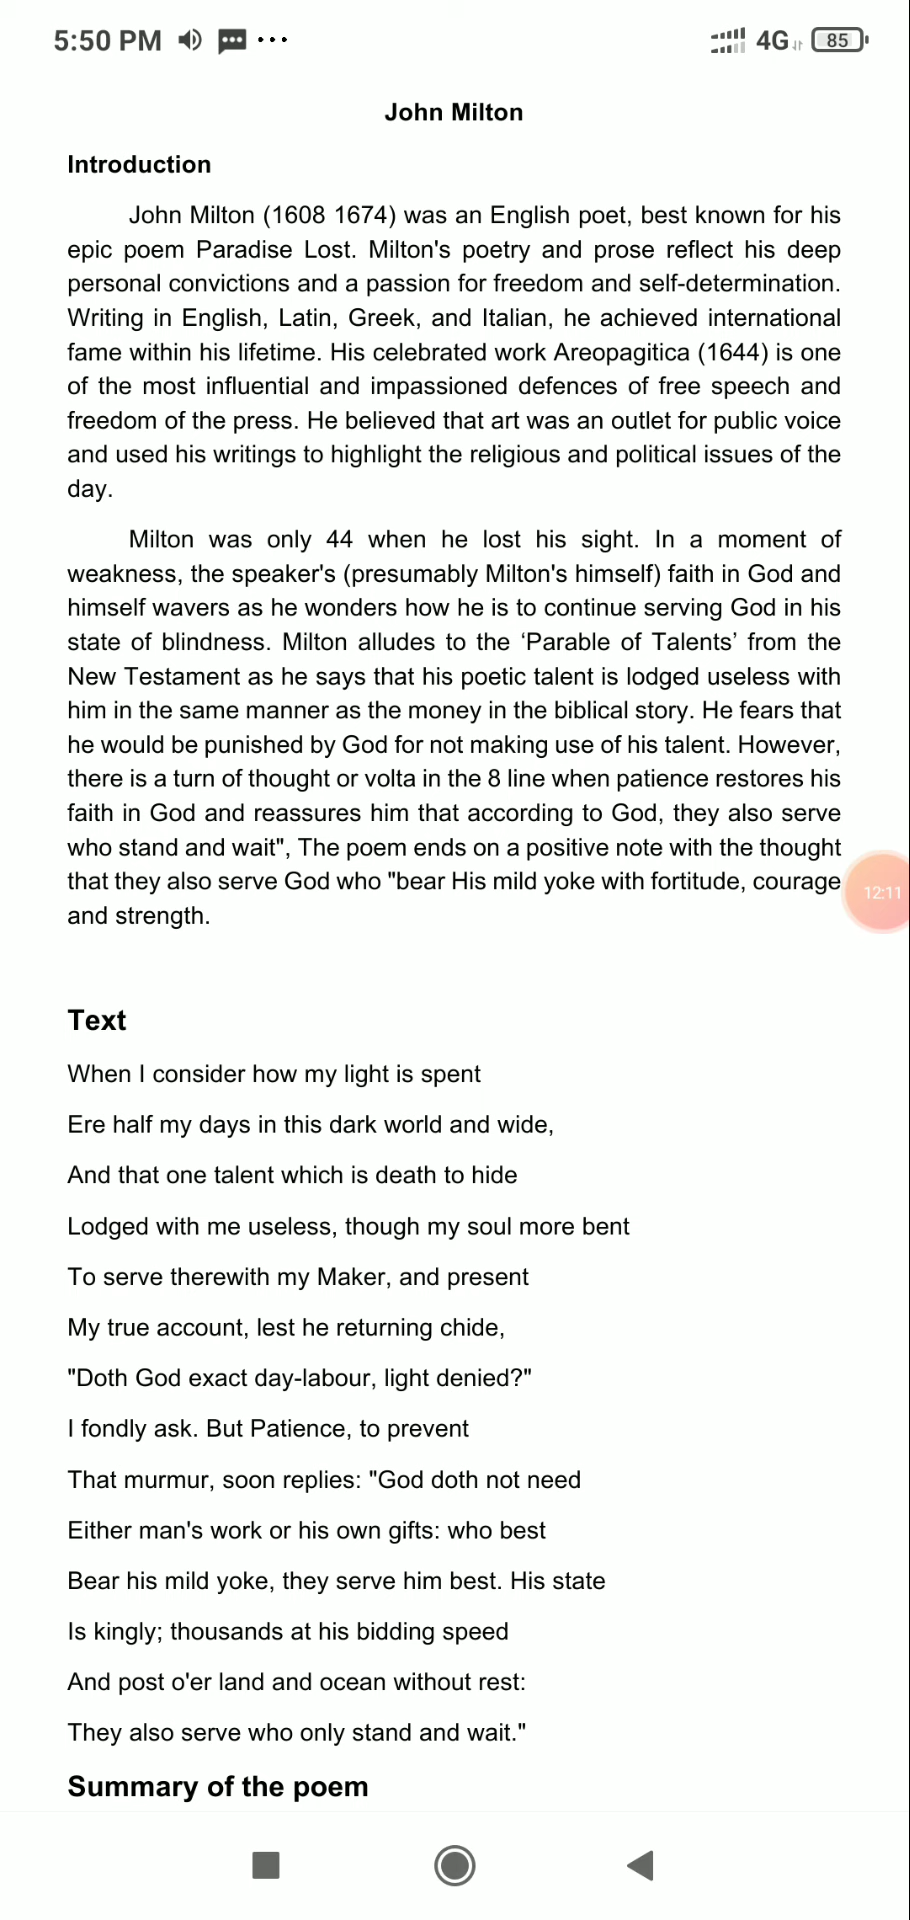 5:50 PM
4G
85
John Milton
Introduction
John Milton (1608 1674) was an English poet, best known for his
epic poem Paradise Lost. Milton's poetry and prose reflect his deep
personal convictions and a passion for freedom and self-determination.
Writing in English, Latin, Greek, and Italian, he achieved international
fame within his lifetime. His celebrated work Areopagitica (1644) is one
of the most influential and impassioned defences of free speech and
freedom of the press. He believed that art was an outlet for public voice
and used his writings to highlight the religious and political issues of the
day.
Milton was only 44 when he lost his sight. In a moment of
weakness, the speaker's (presumably Milton's himself) faith in God and
himself wavers as he wonders how he is to continue serving God in his
state of blindness. Milton alludes to the ‘Parable of Talents’ from the
New Testament as he says that his poetic talent is lodged useless with
him in the same manner as the money in the biblical story. He fears that
he would be punished by God for not making use of his talent. However,
there is a turn of thought or volta in the 8 line when patience restores his
faith in God and reassures him that according to God, they also serve
who stand and wait", The poem ends on a positive note with the thought
that they also serve God who "bear His mild yoke with fortitude, courage
12:11
and strength.
Text
When I consider how my light is spent
Ere half my days in this dark world and wide,
And that one talent which is death to hide
Lodged with me useless, though my soul more bent
To serve therewith my Maker, and present
My true account, lest he returning chide,
"Doth God exact day-labour, light denied?"
I fondly ask. But Patience, to prevent
That murmur, soon replies: "God doth not need
Either man's work or his own gifts: who best
Bear his mild yoke, they serve him best. His state
Is kingly; thousands at his bidding speed
And post o'er land and ocean without rest:
They also serve who only stand and wait."
Summary of the poem